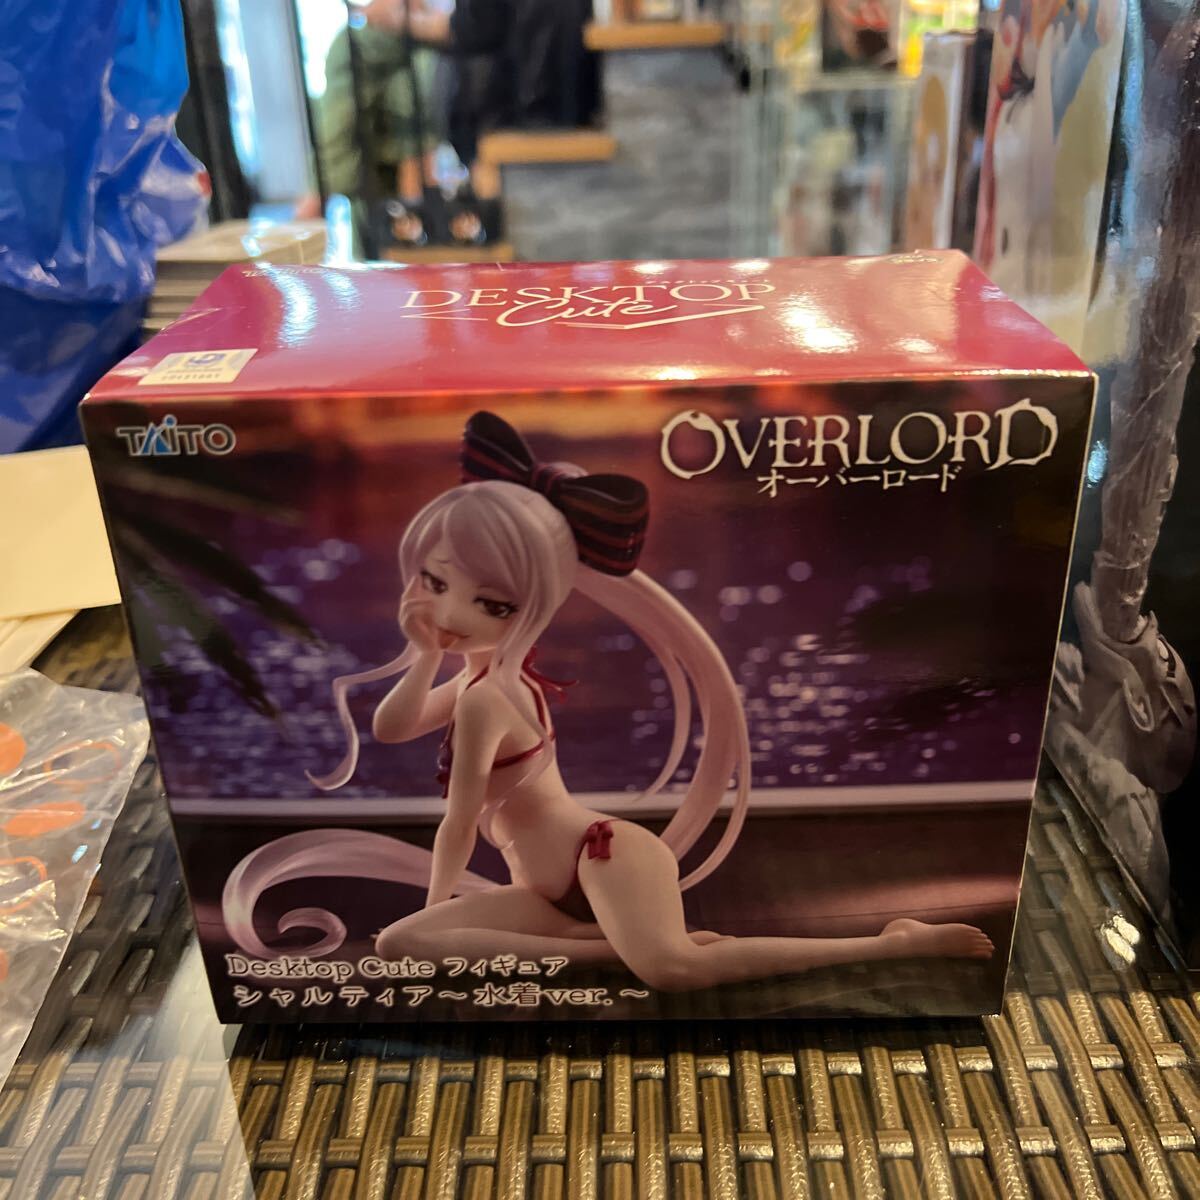 DESKTOP
Cute
TAITO
OVERLORD
オーバーロード
Desktop Cute フィギュア
シャルティア～水着ver.～